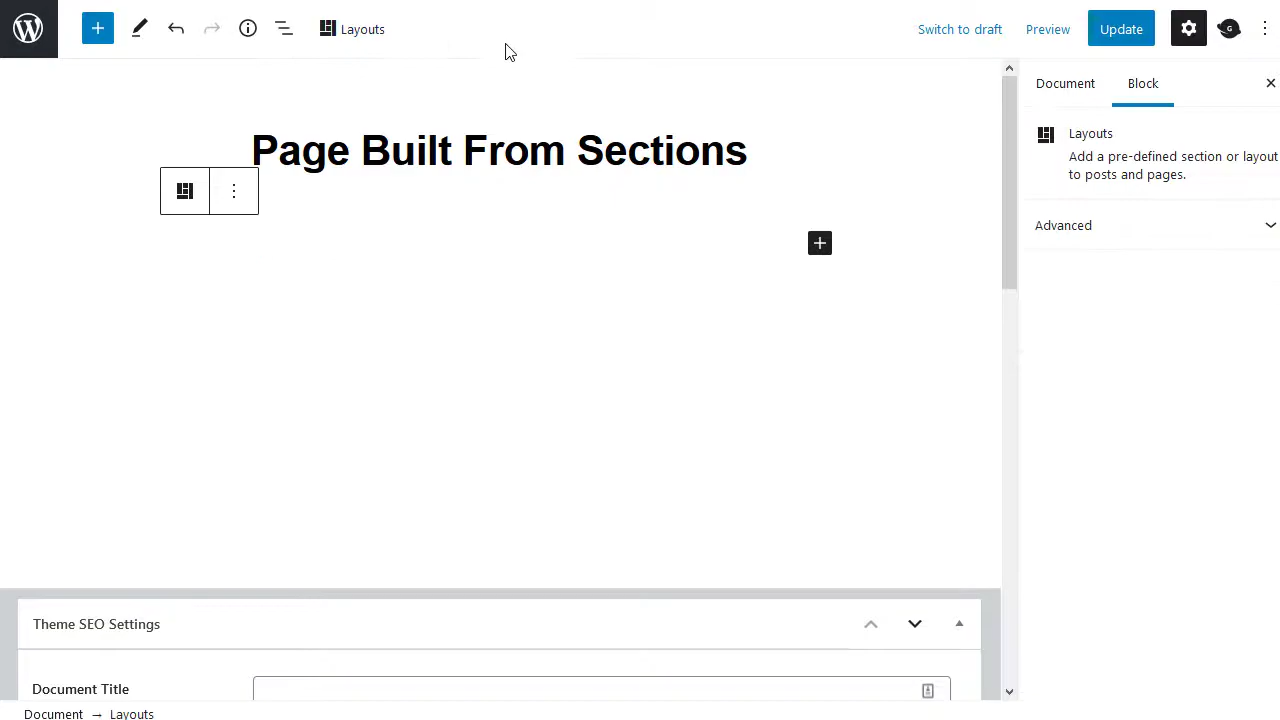 Layouts
Switch to draft
Preview
Update
Document
Block
Page Built From Sections
Layouts
Add a pre-defined section or layout
to posts and pages.
Advanced
Theme SEO Settings
Document Title
Document → Layouts